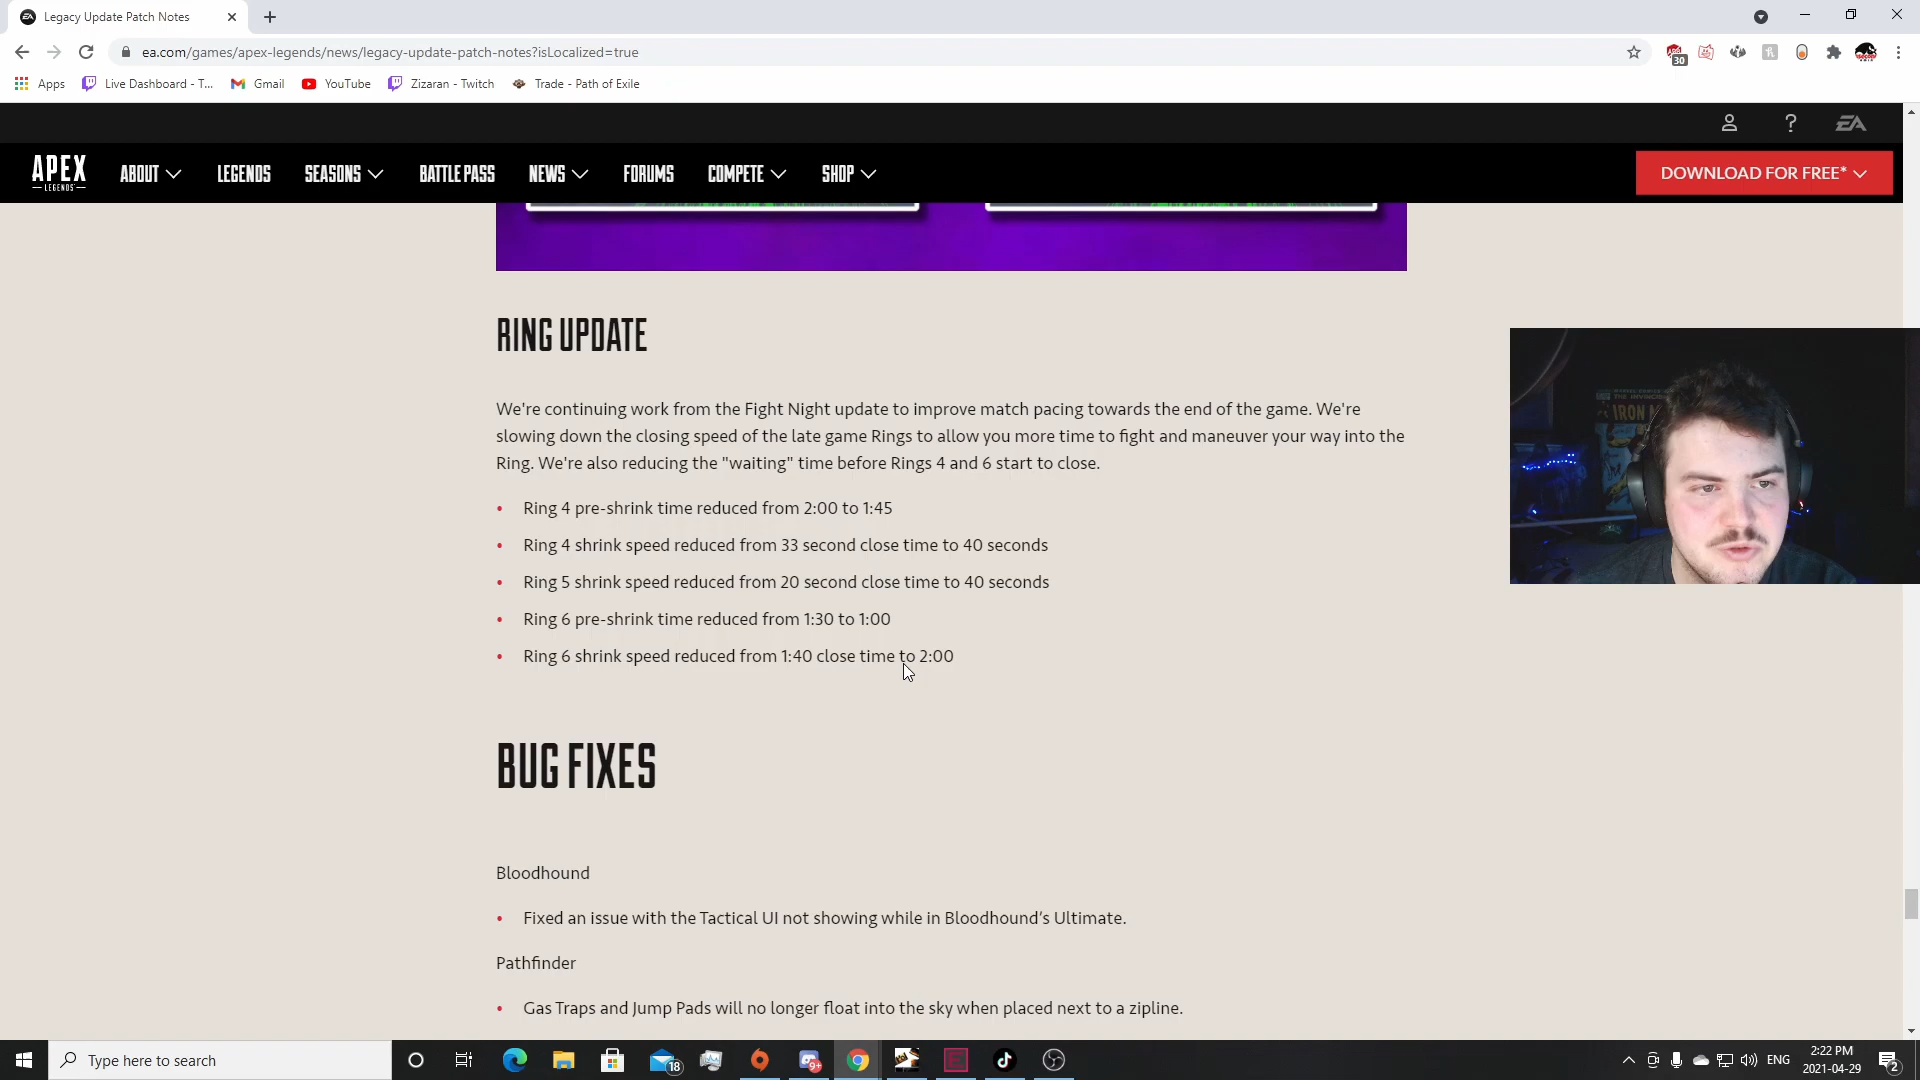 Legacy Update Patch Notes
ea.com/games/apex-legends/news/legacy-update-patch-notes?isLocalized=true
30
Apps
Live Dashboard - T...
Gmail
YouTube
Zizaran - Twitch
Trade - Path of Exile
?
EA
APEX
LEGENDS
ABOUT
LEGENDS
SEASONS
BATTLE PASS
NEWS
FORUMS
COMPETE
SHOP
DOWNLOAD FOR FREE*
RING UPDATE
We're continuing work from the Fight Night update to improve match pacing towards the end of the game. We're
slowing down the closing speed of the late game Rings to allow you more time to fight and maneuver your way into the
Ring. We're also reducing the "waiting" time before Rings 4 and 6 start to close.
• Ring 4 pre-shrink time reduced from 2:00 to 1:45
• Ring 4 shrink speed reduced from 33 second close time to 40 seconds
• Ring 5 shrink speed reduced from 20 second close time to 40 seconds
• Ring 6 pre-shrink time reduced from 1:30 to 1:00
• Ring 6 shrink speed reduced from 1:40 close time to 2:00
BUG FIXES
Bloodhound
• Fixed an issue with the Tactical UI not showing while in Bloodhound’s Ultimate.
Pathfinder
• Gas Traps and Jump Pads will no longer float into the sky when placed next to a zipline.
Type here to search
18
9+
ENG
2:22 PM
2021-04-29
2